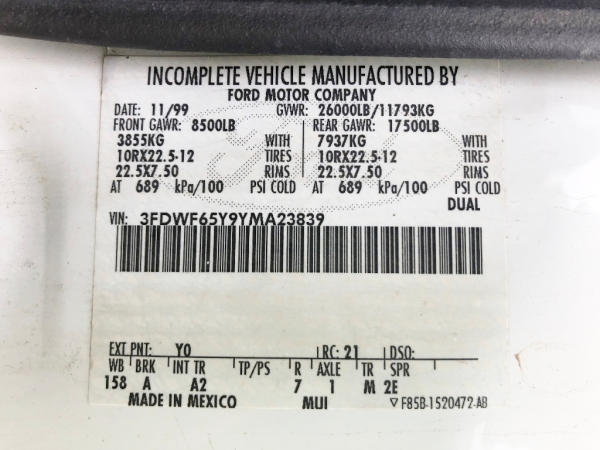 INCOMPLETE VEHICLE MANUFACTURED BY
FORD MOTOR COMPANY
DATE: 11/99 GVWR: 26000LB/11793KG
FRONT GAWR: 8500LB REAR GAWR: 17500LB
3855KG WITH 7937KG WITH
10RX22.5-12 TIRES 10RX22.5-12 TIRES
22.5X7.50 RIMS 22.5X7.50 RIMS
AT 689 kPa/100 PSI COLD AT 689 kPa/100 PSI COLD
DUAL
VIN: 3FDWF65Y9YMA23839
EXT PNT: YO RC: 21 DSO:
WB BRK INT TR TP/PS R AXLE TR SPR
158 A A2 7 1 M 2E
MADE IN MEXICO MUI ▽ F85B-1520472-AB